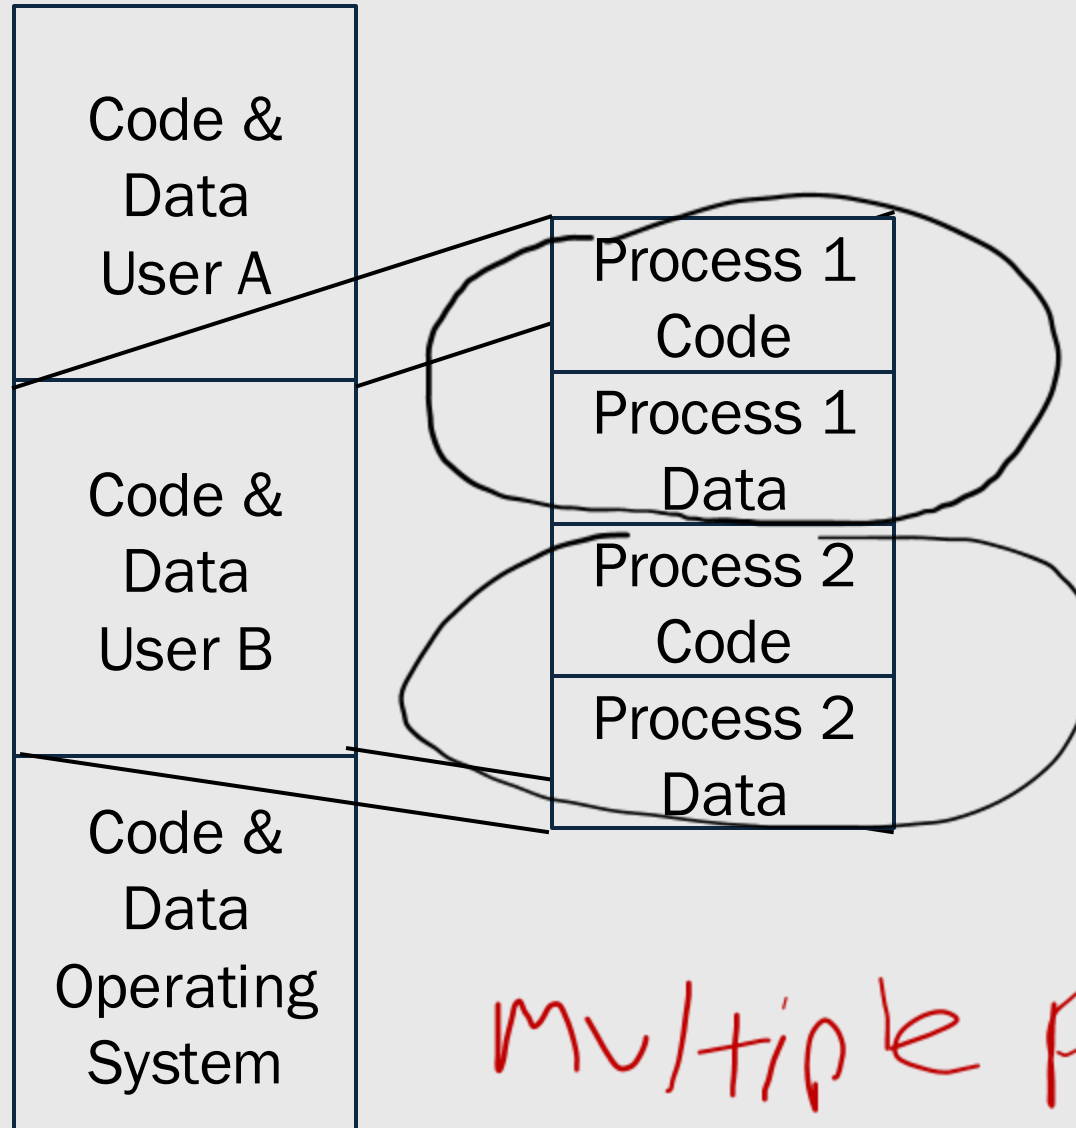 Code &
Data
User A
Code &
Data
User B
Code &
Data
Operating
System
Process 1
Code
Process 1
Data
Process 2
Code
Process 2
Data
multiple